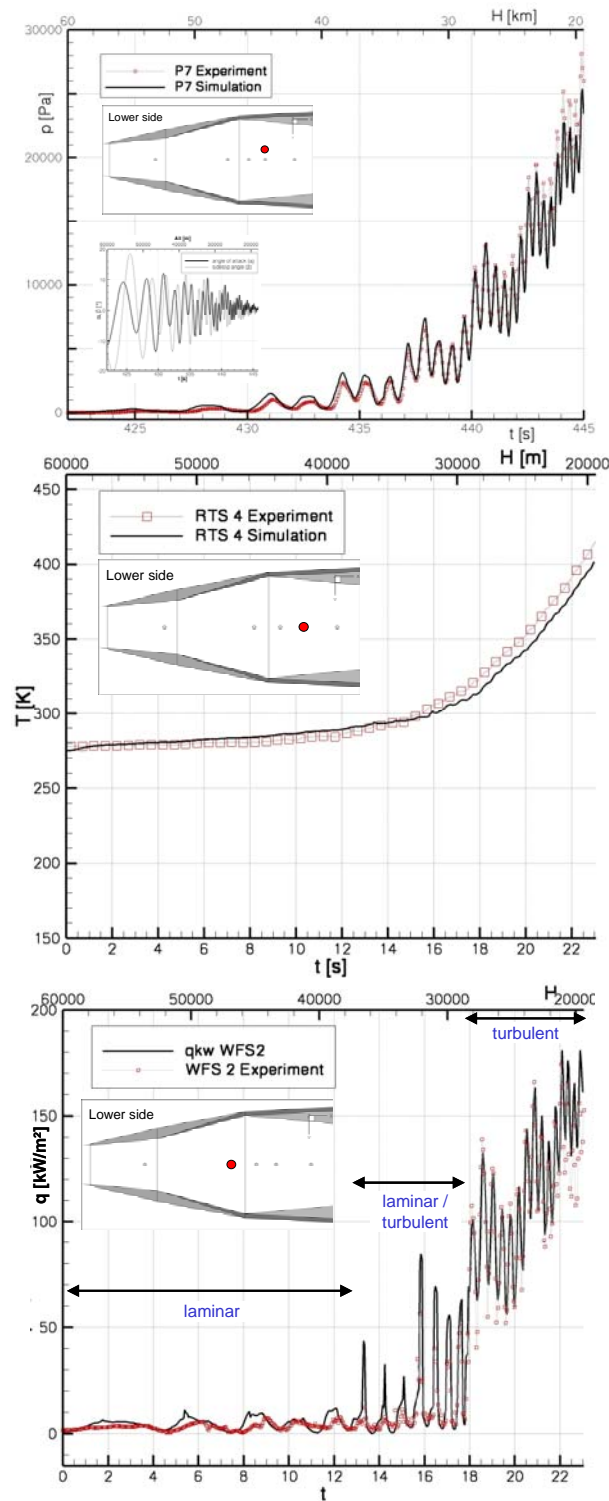 H [km]
60 50 40 30 20
30000
20000
10000
0
p [Pa]
P7 Experiment
P7 Simulation
Lower side
425 430 435 440 445
t [s]
60000 50000 40000 30000 20000
H [m]
450
400
350
300
250
200
150
T [K]
RTS 4 Experiment
RTS 4 Simulation
Lower side
0 2 4 6 8 10 12 14 16 18 20 22
t [s]
60000 50000 40000 30000 20000
H
200
150
100
50
0
q [kW/m²]
qkw WFS2
WFS 2 Experiment
Lower side
turbulent
laminar /
turbulent
laminar
0 2 4 6 8 10 12 14 16 18 20 22
t